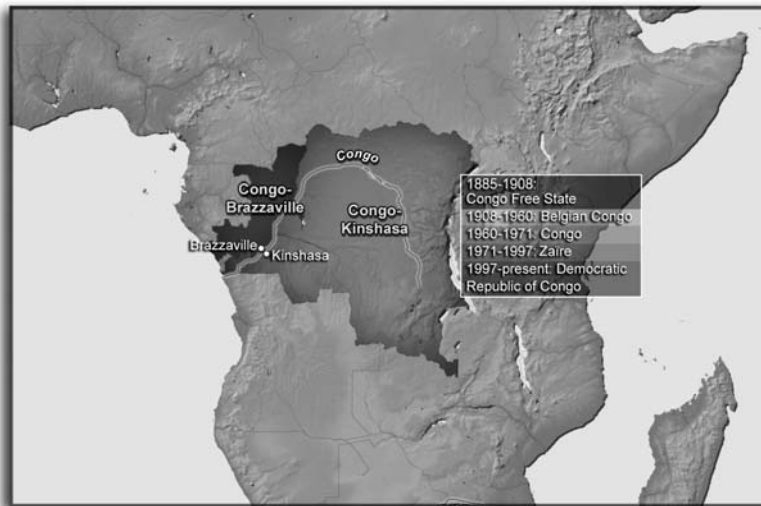 Congo
Congo-
Brazzaville
Congo-
Kinshasa
Brazzaville
Kinshasa
1885-1908:
Congo Free State
1908-1960: Belgian Congo
1960-1971: Congo
1971-1997: Zaïre
1997-present: Democratic
Republic of Congo